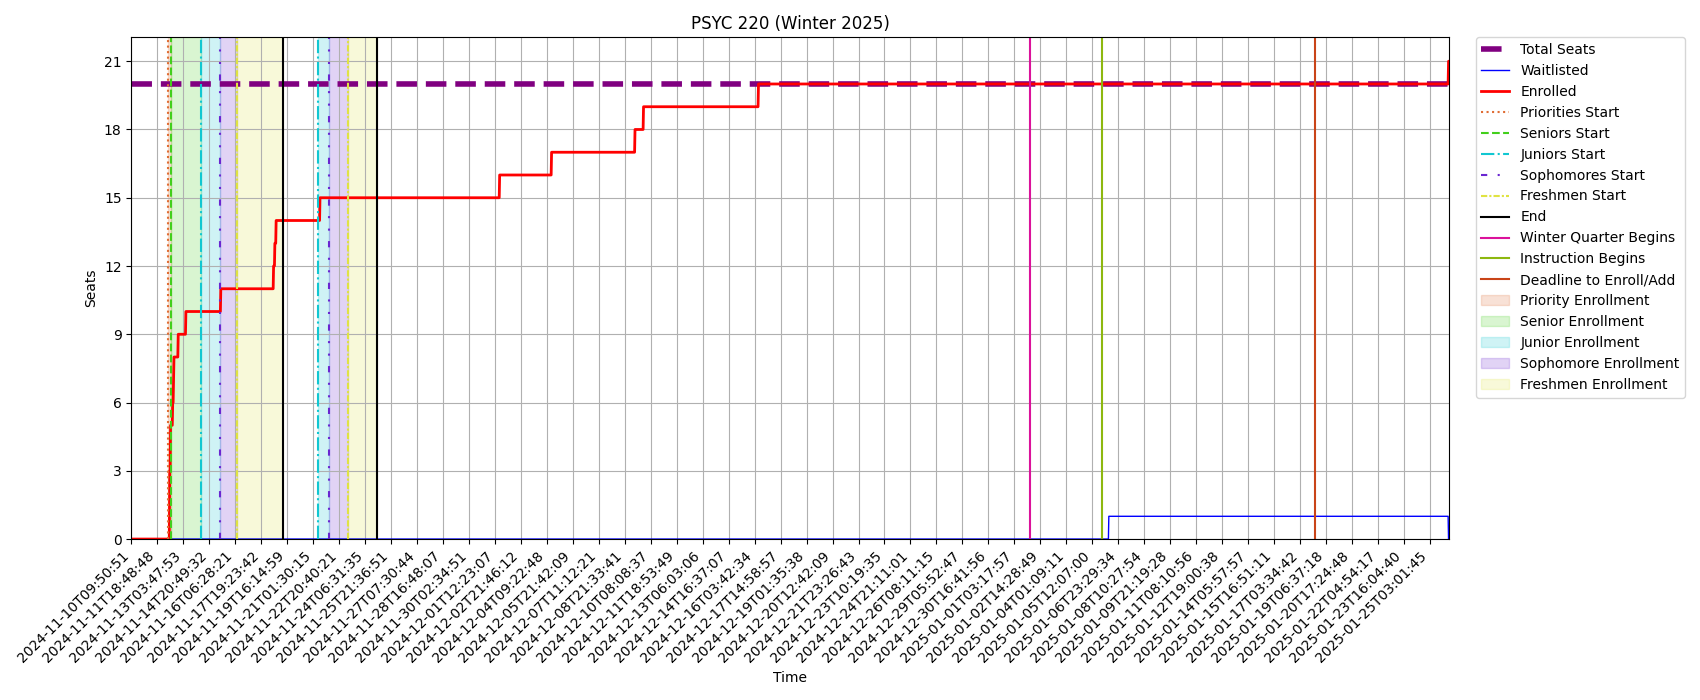 PSYC 220 (Winter 2025)
Seats
21
18
15
12
9
6
3
0
2024-11-10T09:50:51
2024-11-11T18:48:48
2024-11-13T03:47:53
2024-11-14T20:49:32
2024-11-16T06:28:21
2024-11-17T19:23:42
2024-11-19T16:14:59
2024-11-21T01:30:15
2024-11-22T20:40:21
2024-11-24T06:31:35
2024-11-25T21:36:51
2024-11-27T07:30:44
2024-11-28T16:48:07
2024-11-30T02:34:51
2024-12-01T12:23:07
2024-12-02T21:46:12
2024-12-04T09:22:48
2024-12-05T21:42:09
2024-12-07T11:12:21
2024-12-08T21:33:41
2024-12-10T08:08:37
2024-12-11T18:53:49
2024-12-13T06:03:06
2024-12-14T16:37:07
2024-12-16T03:42:34
2024-12-17T14:58:57
2024-12-19T01:35:38
2024-12-20T12:42:09
2024-12-21T23:26:43
2024-12-23T10:19:35
2024-12-24T21:11:01
2024-12-26T08:11:15
2024-12-29T05:52:47
2024-12-30T16:41:56
2025-01-01T03:17:57
2025-01-02T14:28:49
2025-01-04T01:09:11
2025-01-05T12:07:00
2025-01-06T23:29:34
2025-01-08T10:27:54
2025-01-09T21:19:28
2025-01-11T08:10:56
2025-01-12T19:00:38
2025-01-14T05:57:57
2025-01-15T16:51:11
2025-01-17T03:34:42
2025-01-19T06:37:18
2025-01-20T17:24:48
2025-01-22T04:54:17
2025-01-23T16:04:40
2025-01-25T03:01:45
Time
Total Seats
Waitlisted
Enrolled
Priorities Start
Seniors Start
Juniors Start
Sophomores Start
Freshmen Start
End
Winter Quarter Begins
Instruction Begins
Deadline to Enroll/Add
Priority Enrollment
Senior Enrollment
Junior Enrollment
Sophomore Enrollment
Freshmen Enrollment